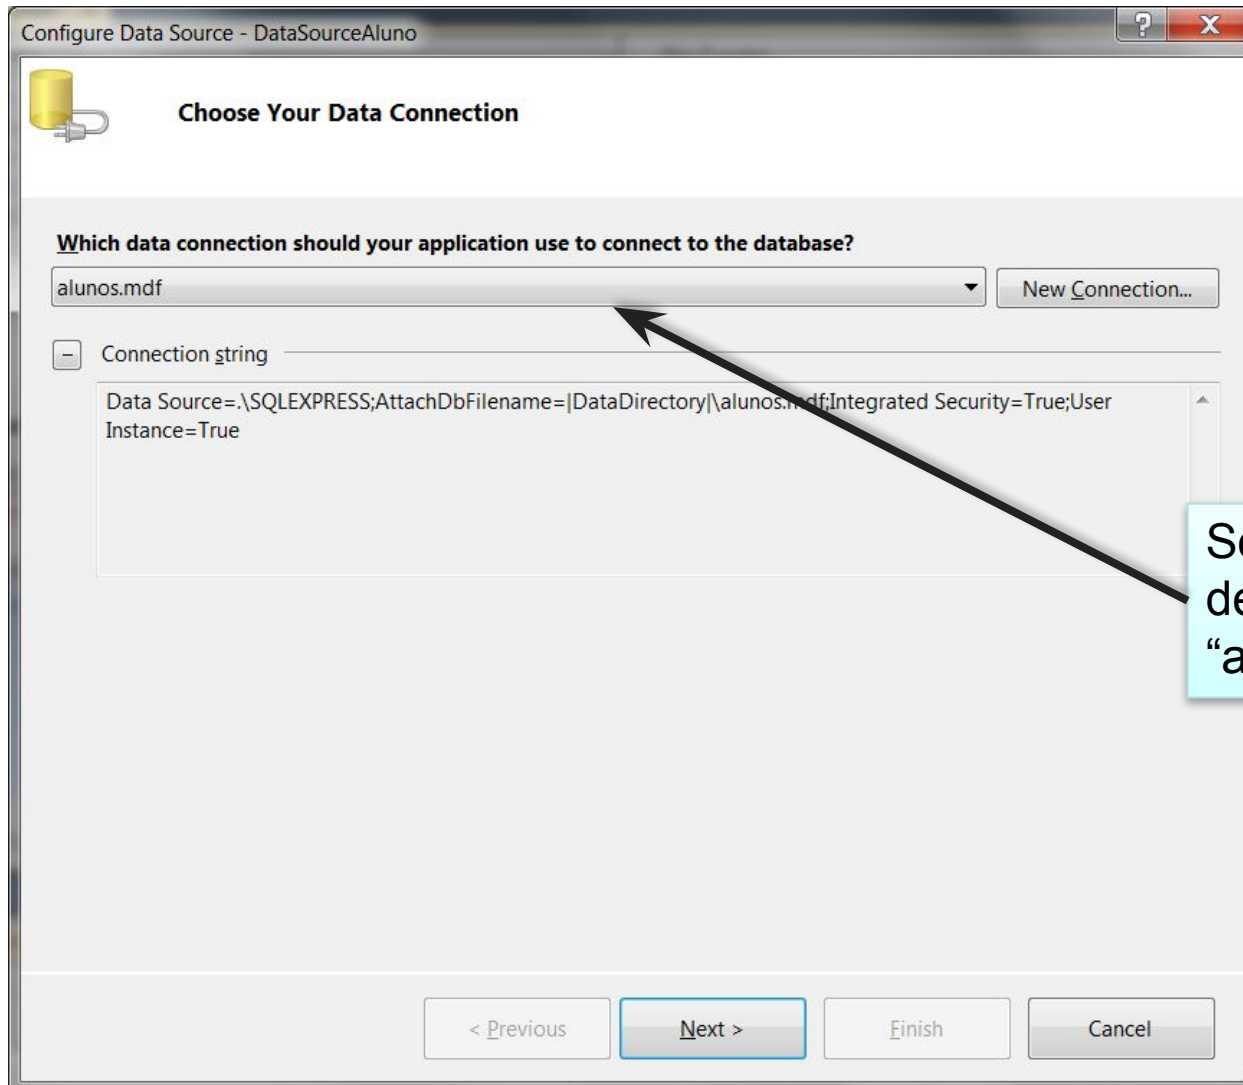 Configure Data Source - DataSourceAluno
Choose Your Data Connection
Which data connection should your application use to connect to the database?
alunos.mdf
New Connection...
Connection string
Data Source=.\SQLEXPRESS;AttachDbFilename=|DataDirectory|\alunos.mdf;Integrated Security=True;User
Instance=True
< Previous
Next >
Finish
Cancel